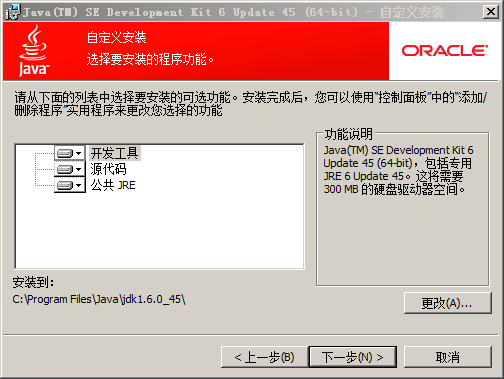 Java(TM) SE Development Kit 6 Update 45 (64-bit) - 自定义安装
自定义安装
选择要安装的程序功能。
Java
ORACLE
请从下面的列表中选择要安装的可选功能。安装完成后，您可以使用“控制面板”中的“添加/
删除程序”实用程序来更改您选择的功能
开发工具
源代码
公共 JRE
功能说明
Java(TM) SE Development Kit 6
Update 45 (64-bit)，包括专用
JRE 6 Update 45。这将需要
300 MB 的硬盘驱动器空间。
安装到：
C:\Program Files\Java\jdk1.6.0_45\
更改(A)...
< 上一步(B)
下一步(N) >
取消